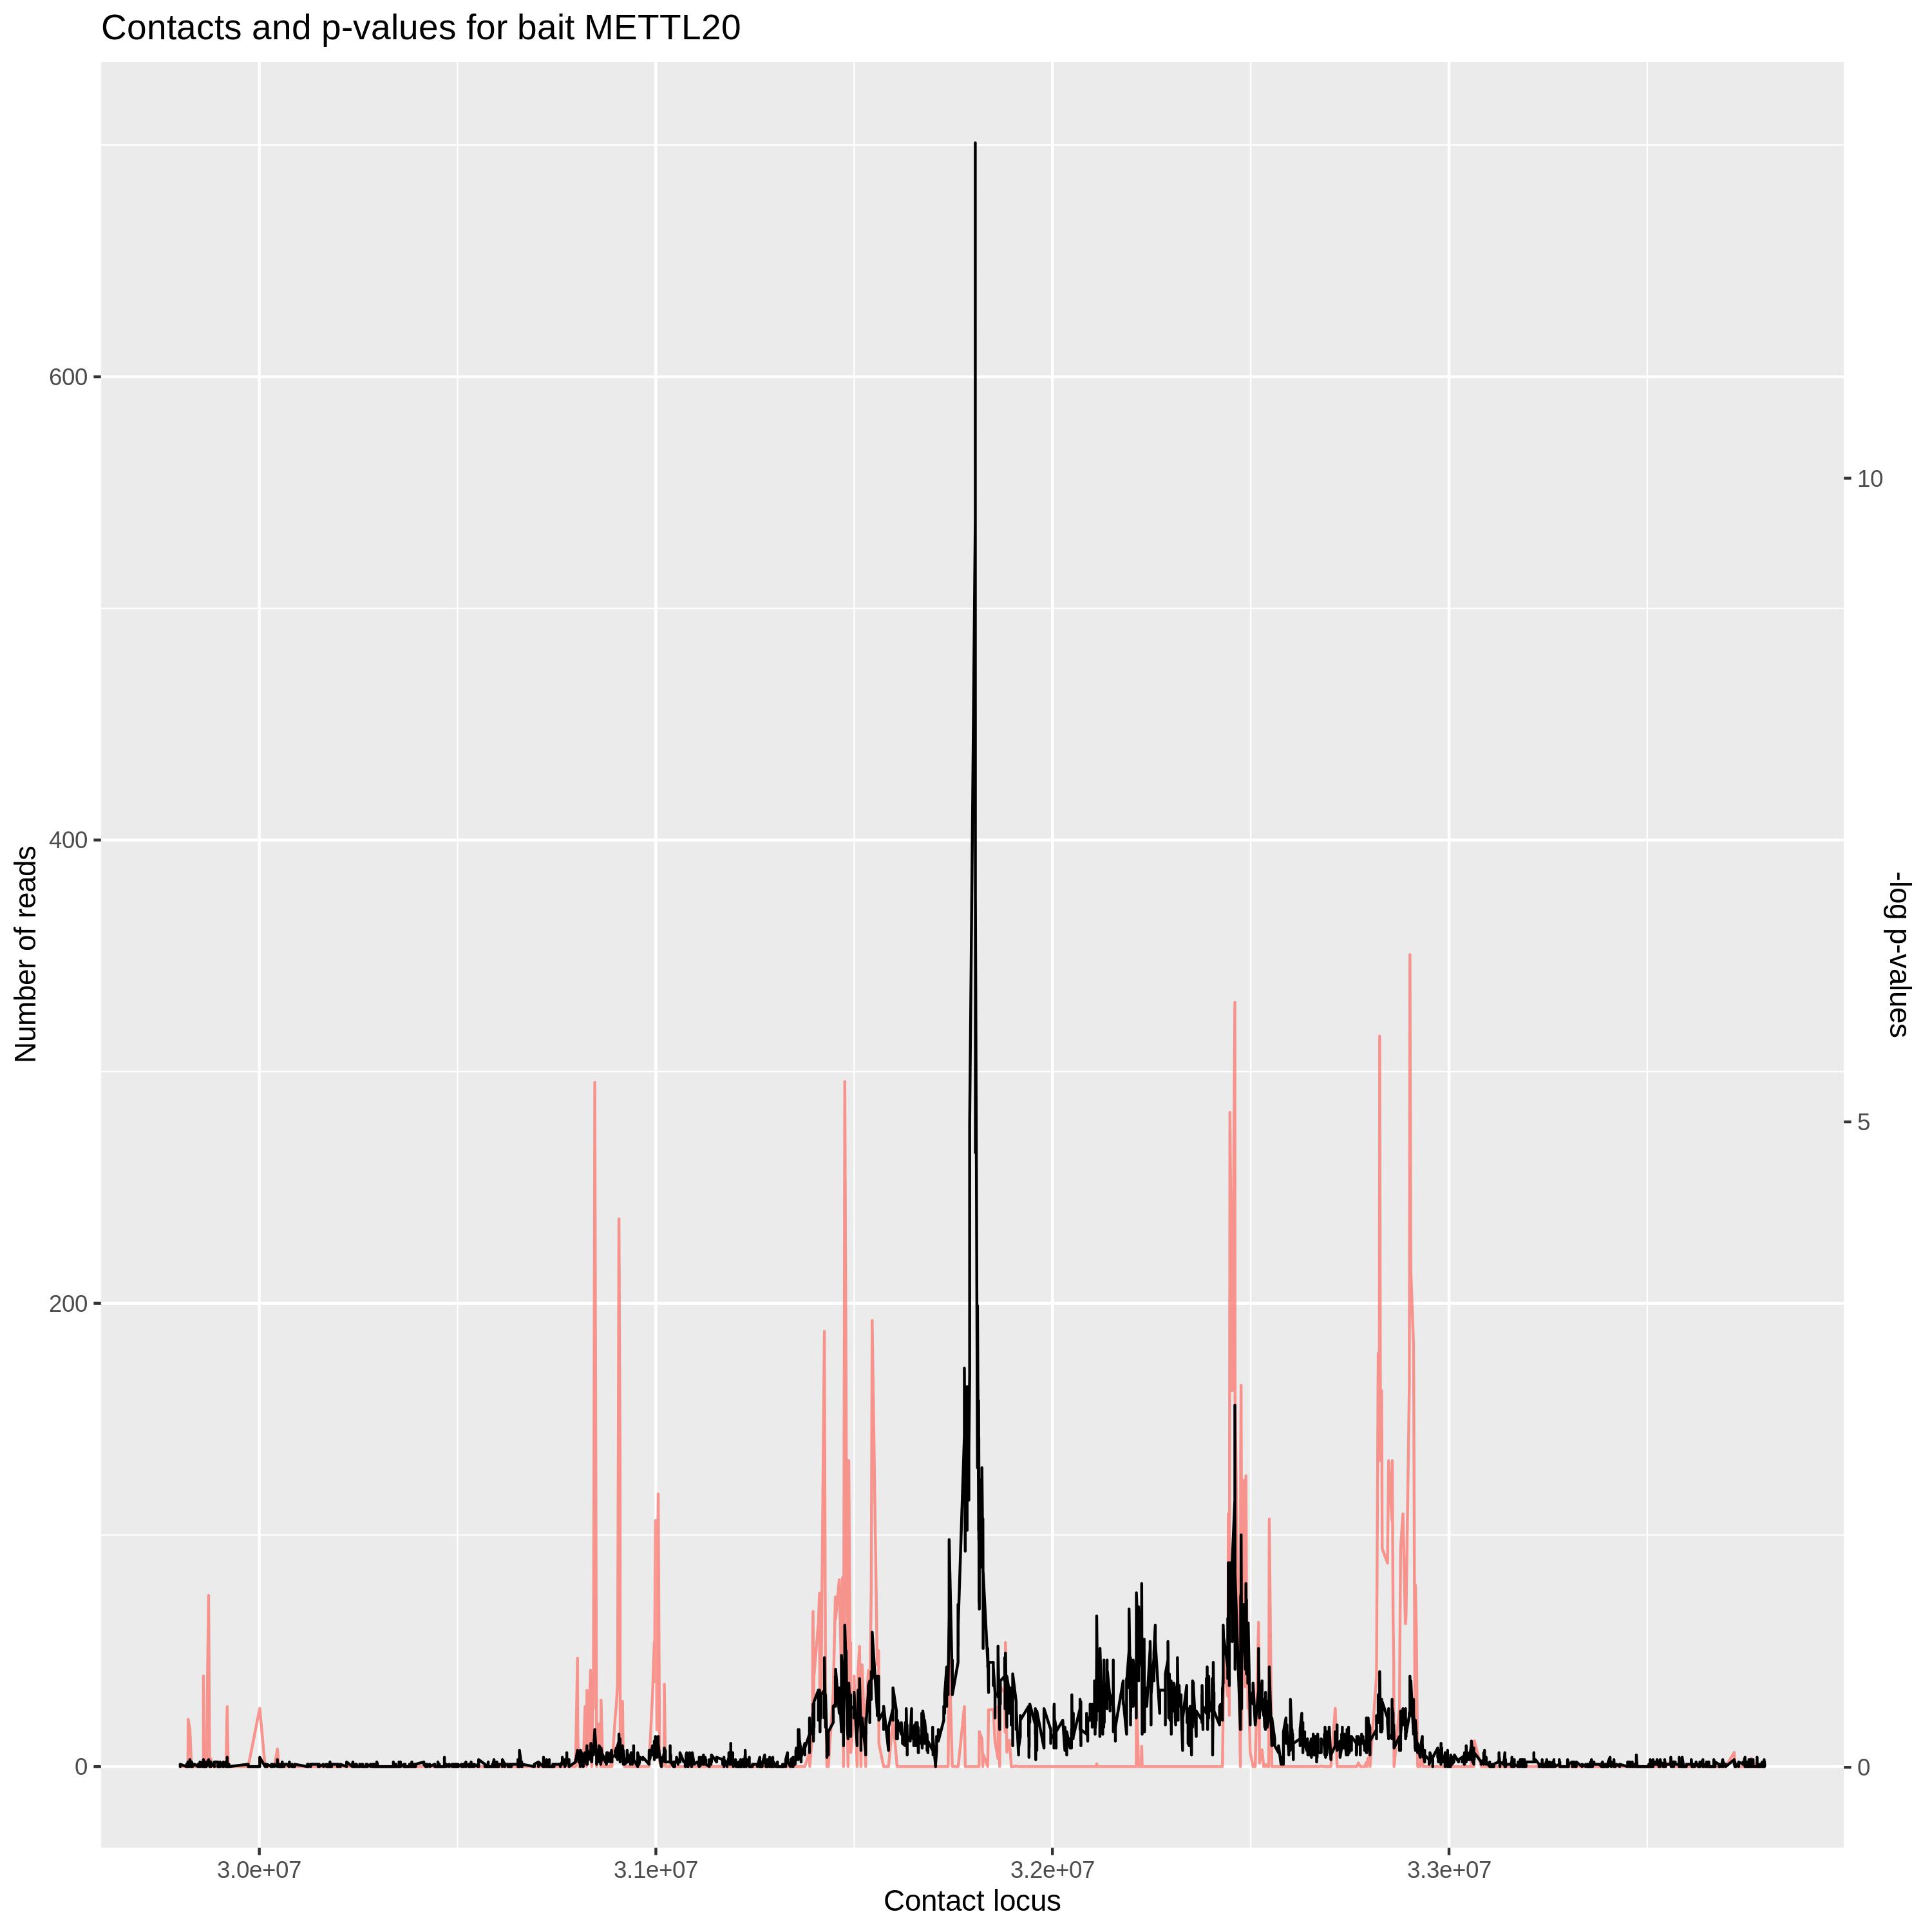 Contacts and p-values for bait METTL20
Number of reads
600
400
200
0
10
5
0
-log p-values
3.0e+07 3.1e+07 3.2e+07 3.3e+07
Contact locus